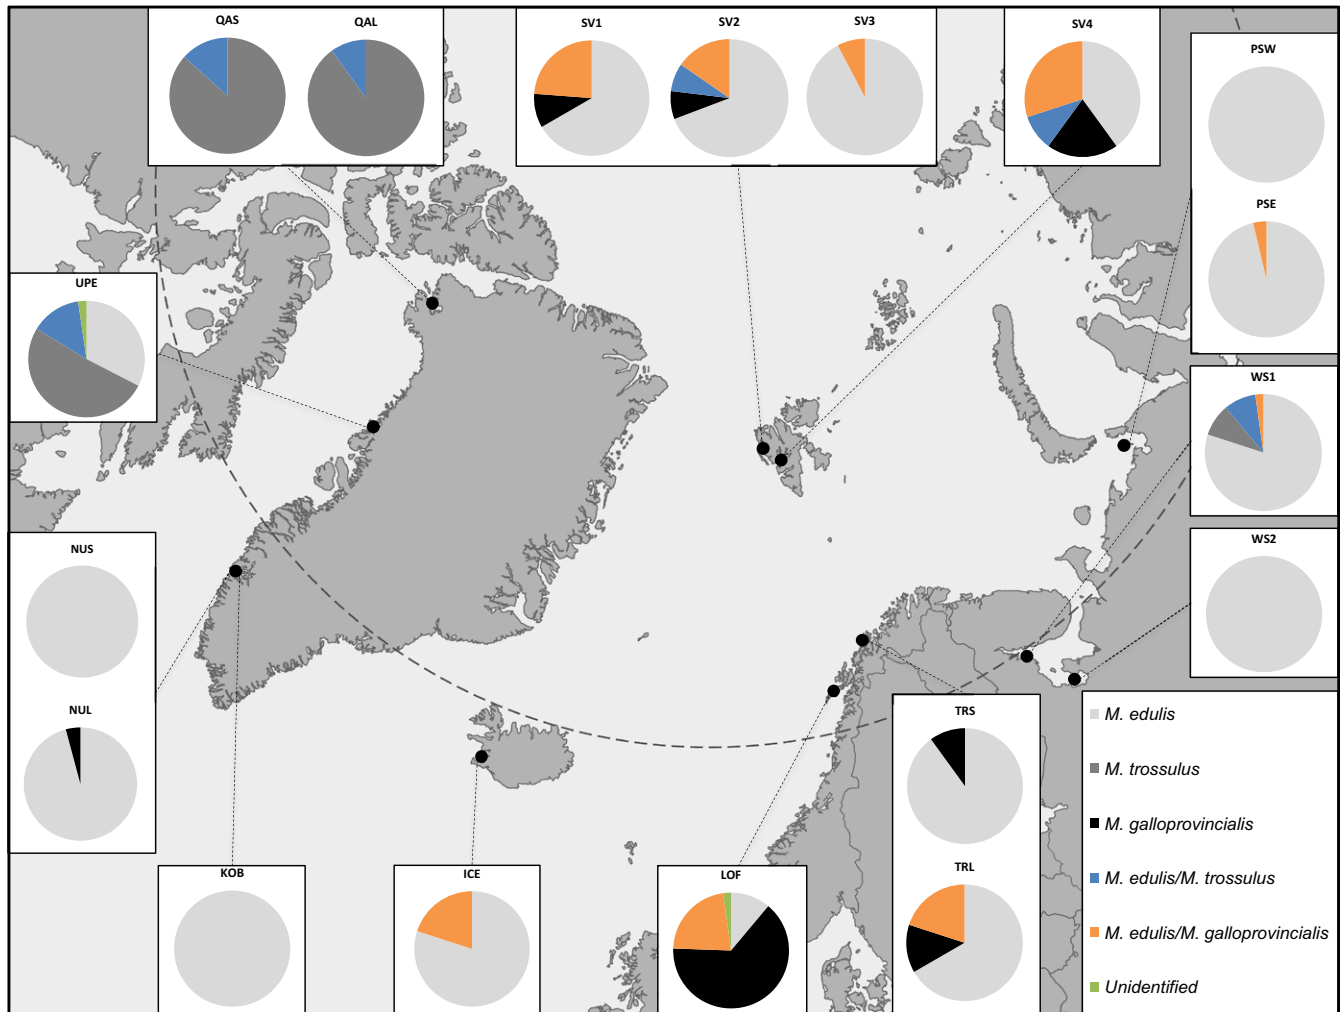 QAS
QAL
SV1
SV2
SV3
SV4
PSW
PSE
UPE
WS1
WS2
NUS
NUL
KOB
ICE
LOF
TRS
TRL
M. edulis
M. trossulus
M. galloprovincialis
M. edulis/M. trossulus
M. edulis/M. galloprovincialis
Unidentified